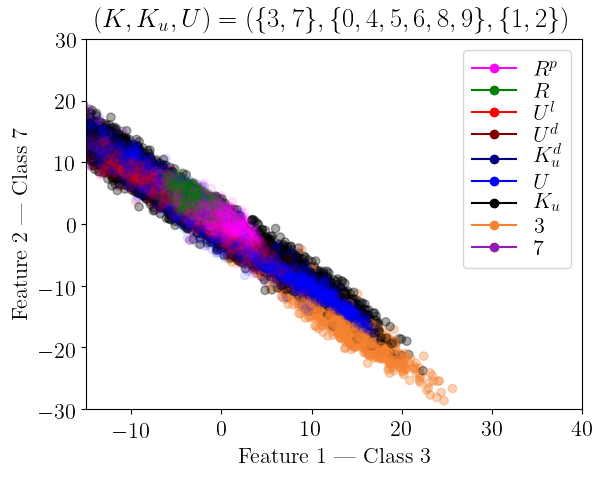 (K, K_u, U) = ({3, 7}, {0, 4, 5, 6, 8, 9}, {1, 2})
30
20
10
0
−10
−20
−30
Feature 2 — Class 7
R^p
R
U^l
U^d
K_u^d
U
K_u
3
7
−10
0
10
20
30
40
Feature 1 — Class 3